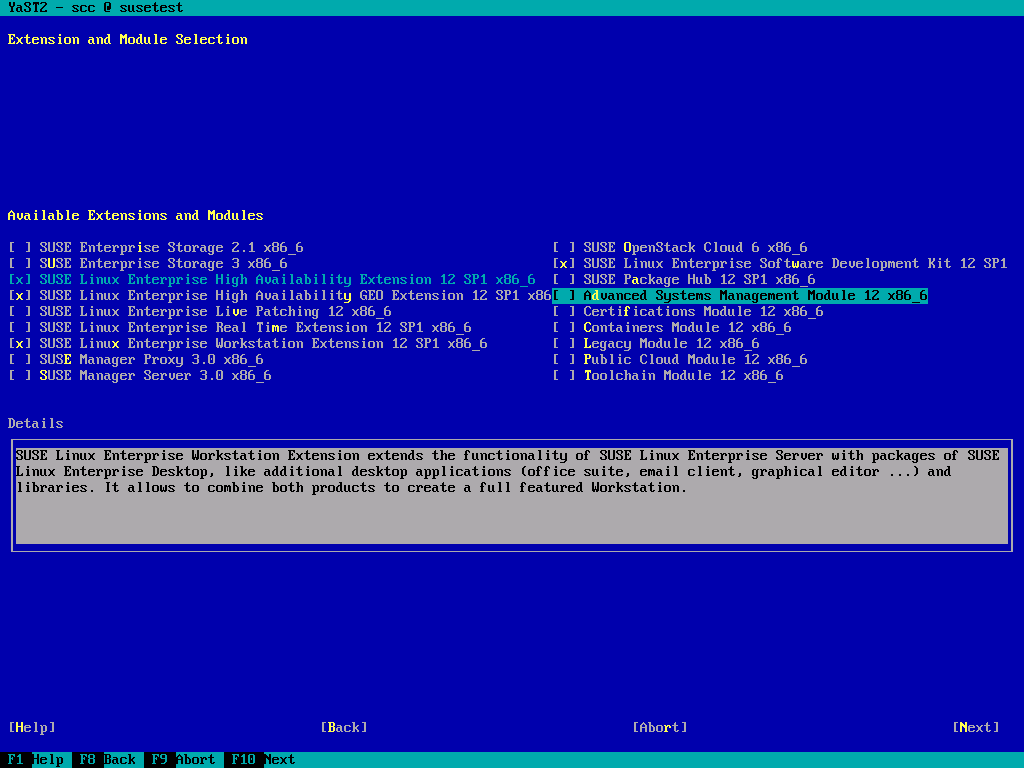 YaST2 - scc @ susetest
Extension and Module Selection
Available Extensions and Modules
[ ] SUSE Enterprise Storage 2.1 x86_6
[ ] SUSE Enterprise Storage 3 x86_6
[x] SUSE Linux Enterprise High Availability Extension 12 SP1 x86_6
[x] SUSE Linux Enterprise High Availability GEO Extension 12 SP1 x86
[ ] SUSE Linux Enterprise Live Patching 12 x86_6
[ ] SUSE Linux Enterprise Real Time Extension 12 SP1 x86_6
[x] SUSE Linux Enterprise Workstation Extension 12 SP1 x86_6
[ ] SUSE Manager Proxy 3.0 x86_6
[ ] SUSE Manager Server 3.0 x86_6
[ ] SUSE OpenStack Cloud 6 x86_6
[x] SUSE Linux Enterprise Software Development Kit 12 SP1
[ ] SUSE Package Hub 12 SP1 x86_6
[ ] Advanced Systems Management Module 12 x86_6
[ ] Certifications Module 12 x86_6
[ ] Containers Module 12 x86_6
[ ] Legacy Module 12 x86_6
[ ] Public Cloud Module 12 x86_6
[ ] Toolchain Module 12 x86_6
Details
SUSE Linux Enterprise Workstation Extension extends the functionality of SUSE Linux Enterprise Server with packages of SUSE
Linux Enterprise Desktop, like additional desktop applications (office suite, email client, graphical editor ...) and
libraries. It allows to combine both products to create a full featured Workstation.
[Help] [Back] [Abort] [Next]
F1 Help F8 Back F9 Abort F10 Next